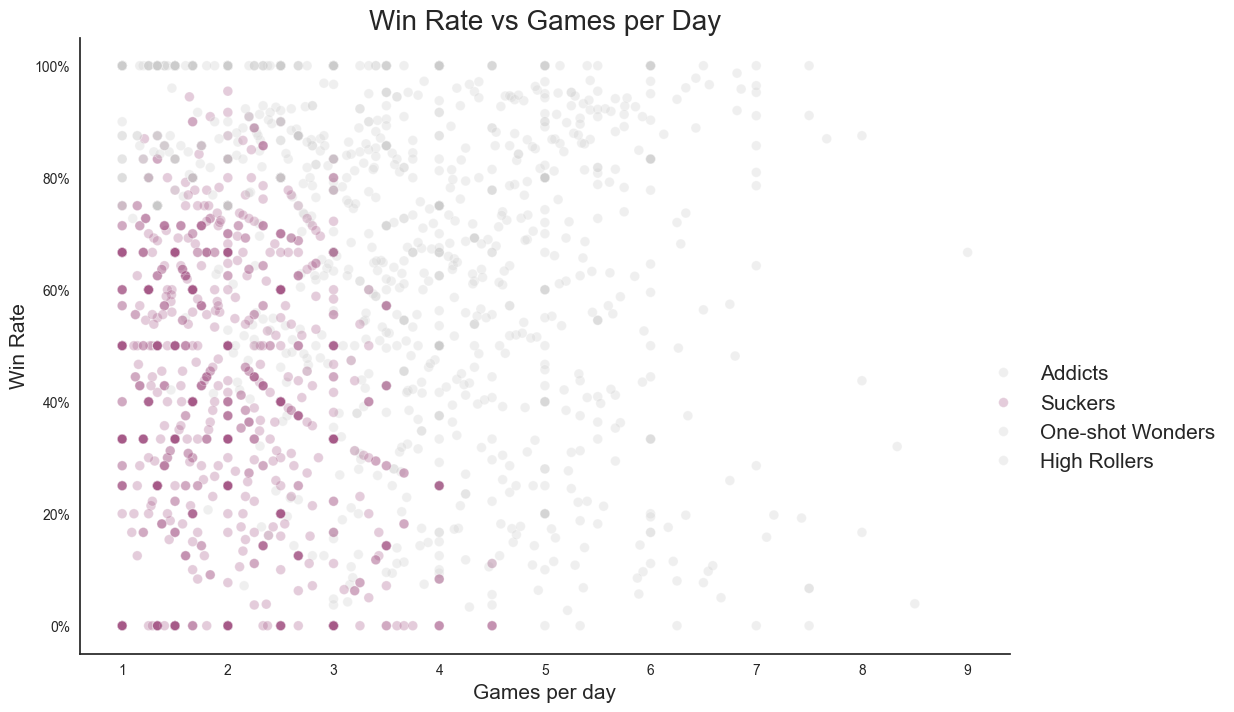 Win Rate vs Games per Day
Win Rate
100%
80%
60%
40%
20%
0%
1 2 3 4 5 6 7 8 9
Games per day
Addicts
Suckers
One-shot Wonders
High Rollers